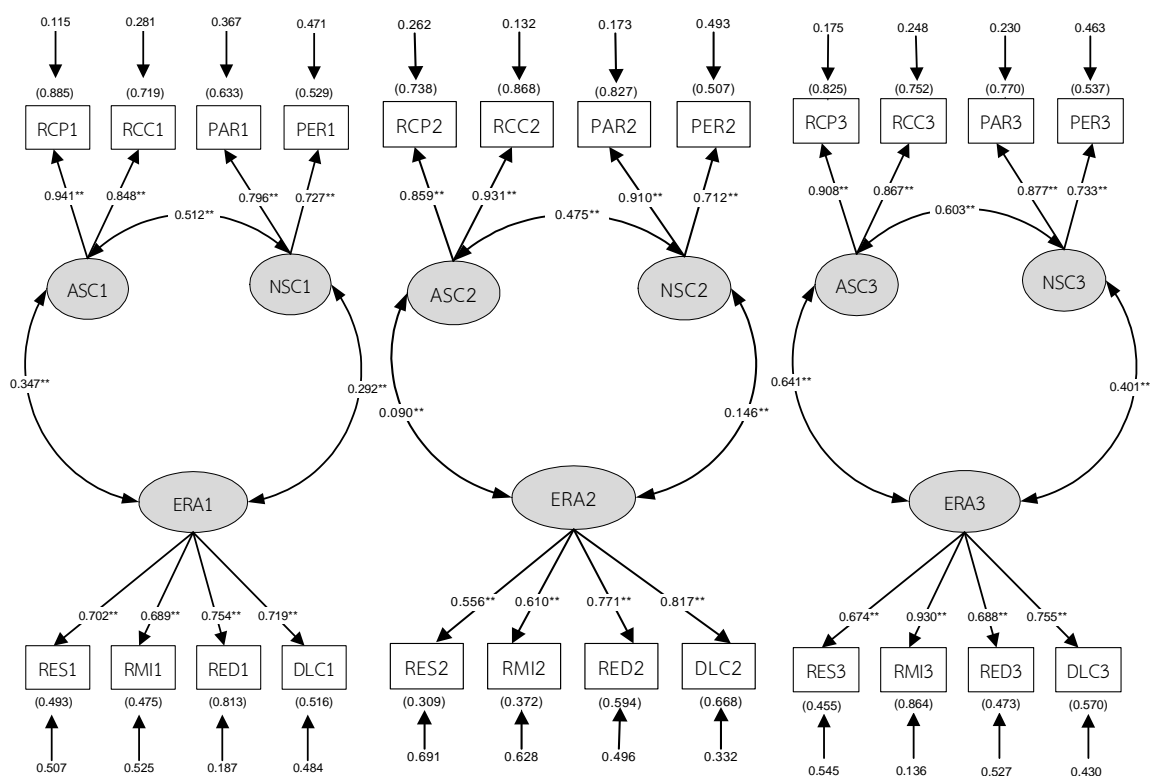 0.115 0.281 0.367 0.471 0.262 0.132 0.173 0.493 0.175 0.248 0.230 0.463
(0.885) (0.719) (0.633) (0.529) (0.738) (0.868) (0.827) (0.507) (0.825) (0.752) (0.770) (0.537)
RCP1 RCC1 PAR1 PER1 RCP2 RCC2 PAR2 PER2 RCP3 RCC3 PAR3 PER3
0.941** 0.848** 0.796** 0.727** 0.859** 0.931** 0.910** 0.712** 0.908** 0.867** 0.877** 0.733**
0.512** 0.475** 0.603**
ASC1 NSC1 ASC2 NSC2 ASC3 NSC3
0.347** 0.292** 0.090** 0.146** 0.641** 0.401**
ERA1 ERA2 ERA3
0.702** 0.689** 0.754** 0.719** 0.556** 0.610** 0.771** 0.817** 0.674** 0.930** 0.688** 0.755**
RES1 RMI1 RED1 DLC1 RES2 RMI2 RED2 DLC2 RES3 RMI3 RED3 DLC3
(0.493) (0.475) (0.813) (0.516) (0.309) (0.372) (0.594) (0.668) (0.455) (0.864) (0.473) (0.570)
0.507 0.525 0.187 0.484 0.691 0.628 0.496 0.332 0.545 0.136 0.527 0.430